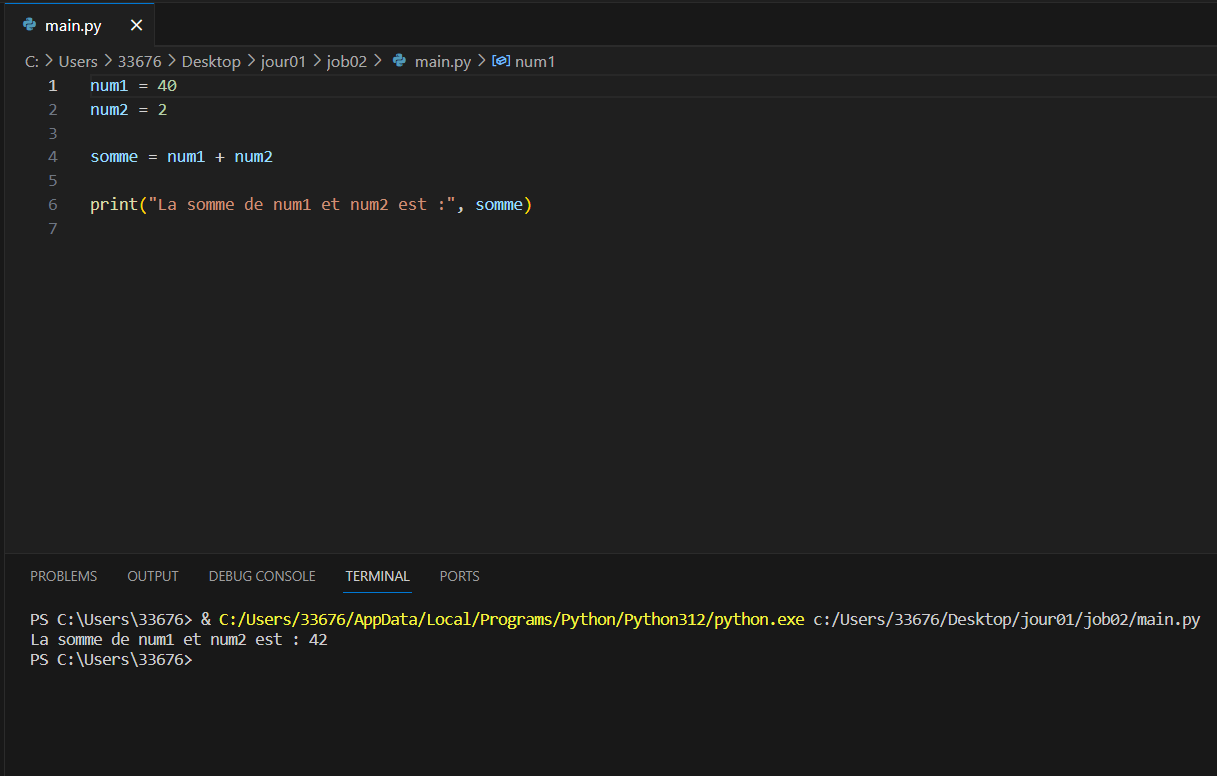 main.py ×
C: > Users > 33676 > Desktop > jour01 > job02 > main.py > num1
1 num1 = 40
2 num2 = 2
3
4 somme = num1 + num2
5
6 print("La somme de num1 et num2 est :", somme)
7
PROBLEMS OUTPUT DEBUG CONSOLE TERMINAL PORTS
PS C:\Users\33676> & C:/Users/33676/AppData/Local/Programs/Python/Python312/python.exe c:/Users/33676/Desktop/jour01/job02/main.py
La somme de num1 et num2 est : 42
PS C:\Users\33676>